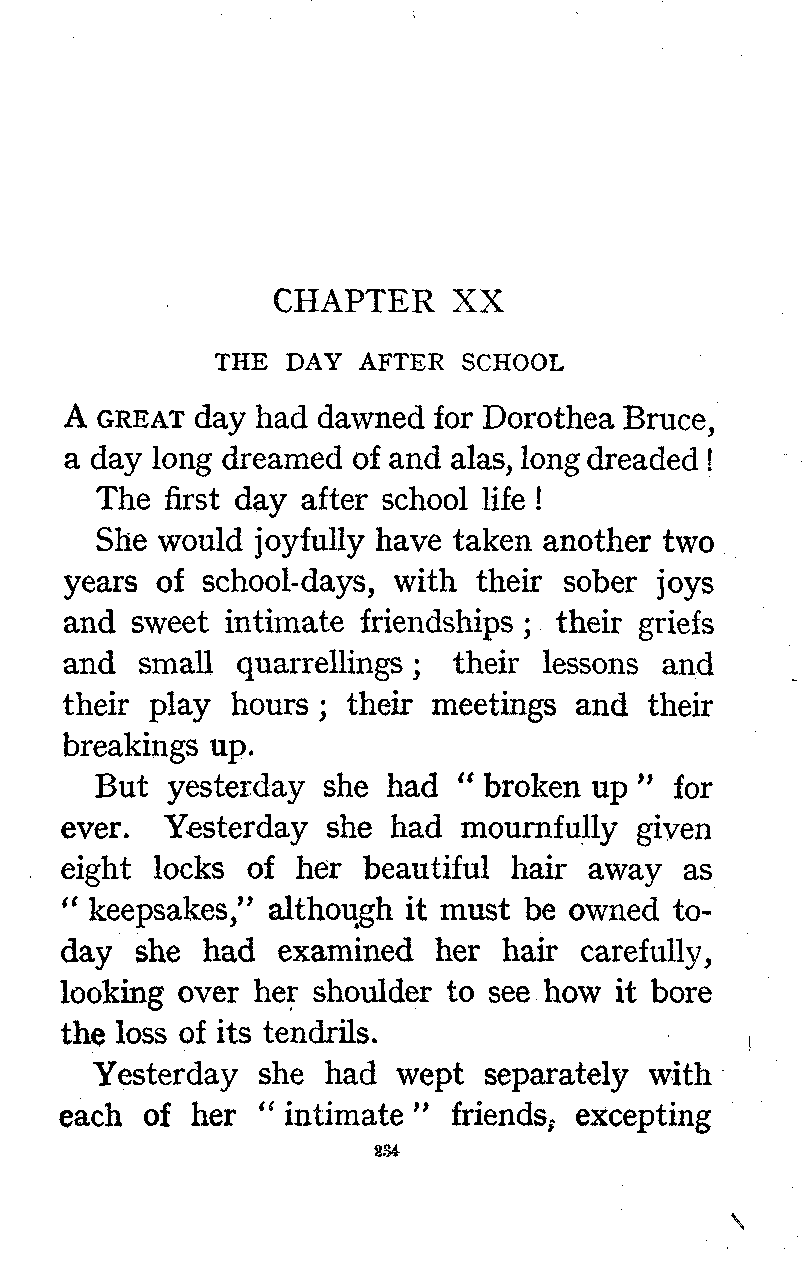 CHAPTER XX
THE DAY AFTER SCHOOL
A GREAT day had dawned for Dorothea Bruce,
a day long dreamed of and alas, long dreaded !
The first day after school life !
She would joyfully have taken another two
years of school-days, with their sober joys
and sweet intimate friendships ; their griefs
and small quarrellings ; their lessons and
their play hours ; their meetings and their
breakings up.
But yesterday she had “ broken up ” for
ever. Yesterday she had mournfully given
eight locks of her beautiful hair away as
“ keepsakes,” although it must be owned to-
day she had examined her hair carefully,
looking over her shoulder to see how it bore
the loss of its tendrils.
Yesterday she had wept separately with
each of her “ intimate ” friends, excepting
234